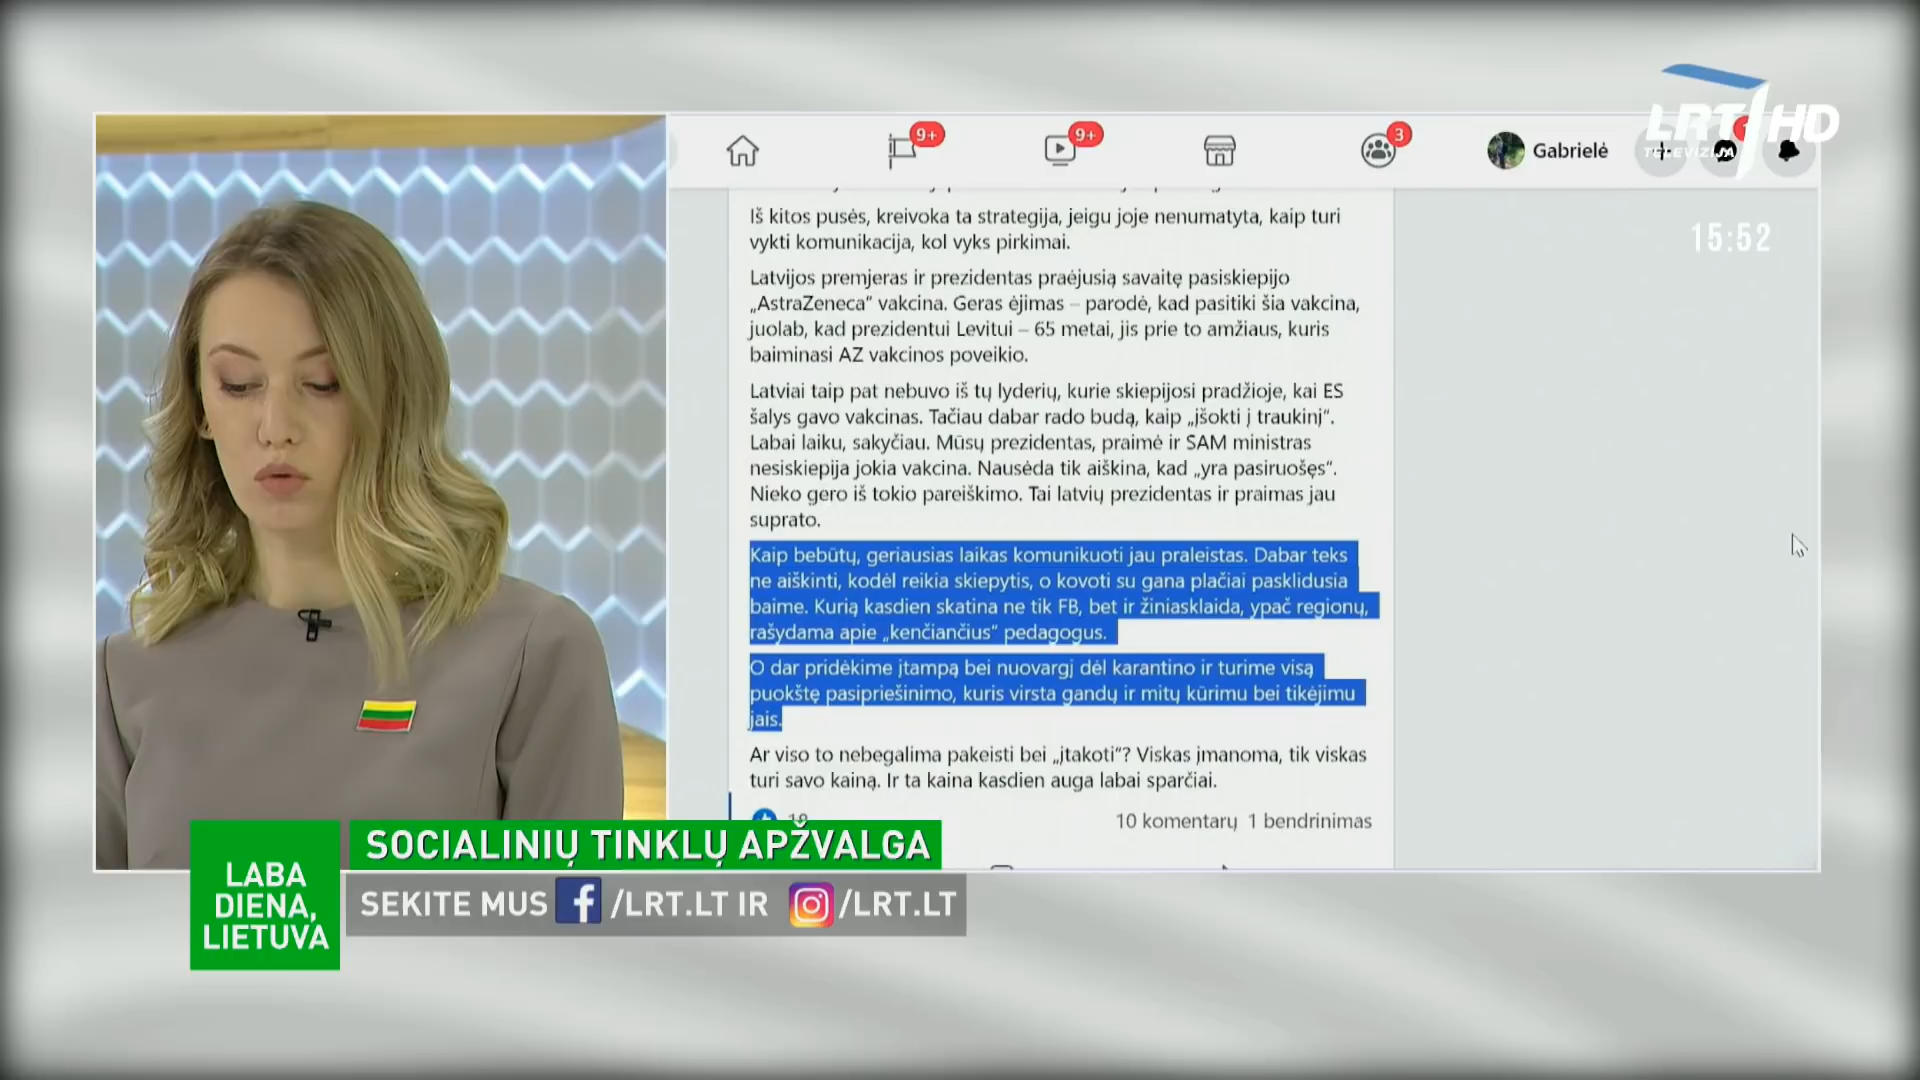 LRT HD
TELEVIZIJA
9+
9+
3
Gabrielė
15:52
Iš kitos pusės, kreivoka ta strategija, jeigu joje nenumatyta, kaip turi
vykti komunikacija, kol vyks pirkimai.
Latvijos premjeras ir prezidentas praėjusią savaitę pasiskiepijo
„AstraZeneca“ vakcina. Geras ėjimas – parodė, kad pasitiki šia vakcina,
juolab, kad prezidentui Levitui – 65 metai, jis prie to amžiaus, kuris
baiminasi AZ vakcinos poveikio.
Latviai taip pat nebuvo iš tų lyderių, kurie skiepijosi pradžioje, kai ES
šalys gavo vakcinas. Tačiau dabar rado budą, kaip „įšokti į traukinį“.
Labai laiku, sakyčiau. Mūsų prezidentas, praimė ir SAM ministras
nesiskiepija jokia vakcina. Nausėda tik aiškina, kad „yra pasiruošęs“.
Nieko gero iš tokio pareiškimo. Tai latvių prezidentas ir praimas jau
suprato.
Kaip bebūtų, geriausias laikas komunikuoti jau praleistas. Dabar teks
ne aiškinti, kodėl reikia skiepytis, o kovoti su gana plačiai pasklidusia
baime. Kurią kasdien skatina ne tik FB, bet ir žiniasklaida, ypač regionų,
rašydama apie „kenčiančius“ pedagogus.
O dar pridėkime įtampą bei nuovargį dėl karantino ir turime visą
puokštę pasipriešinimo, kuris virsta gandų ir mitų kūrimu bei tikėjimu
jais.
Ar viso to nebegalima pakeisti bei „įtakoti“? Viskas įmanoma, tik viskas
turi savo kainą. Ir ta kaina kasdien auga labai sparčiai.
10 komentarų 1 bendrinimas
SOCIALINIŲ TINKLŲ APŽVALGA
LABA
DIENA,
LIETUVA
SEKITE MUS f /LRT.LT IR /LRT.LT